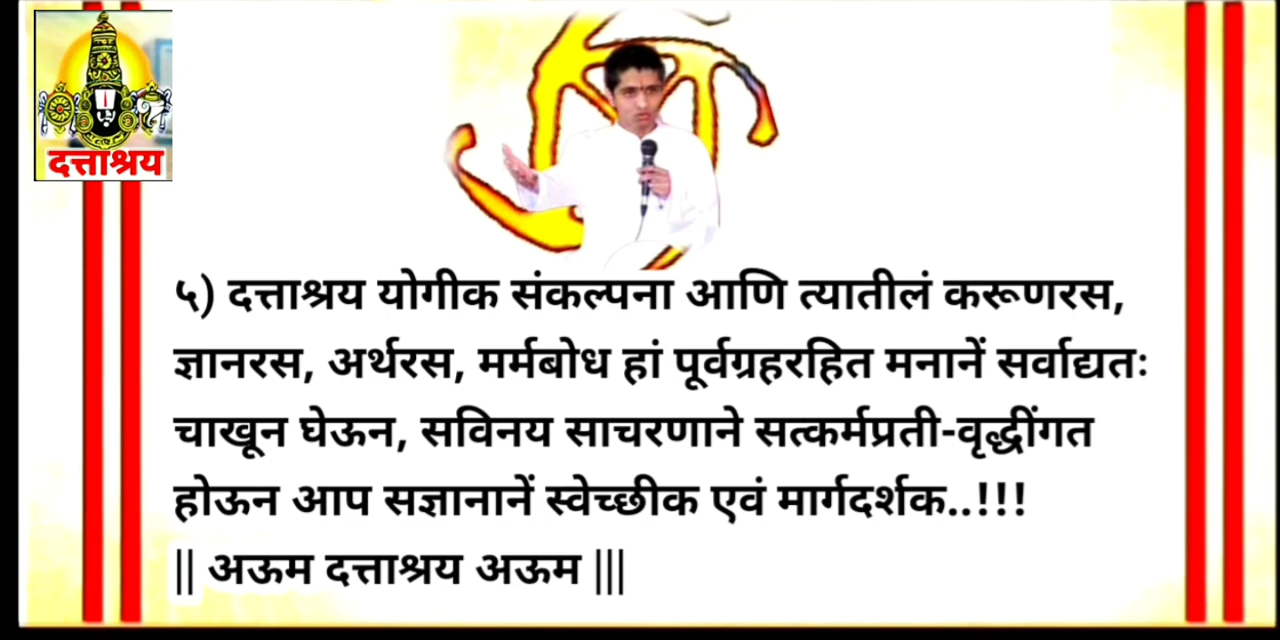 दत्ताश्रय
५) दत्ताश्रय योगीक संकल्पना आणि त्यातीलं करूणरस,
ज्ञानरस, अर्थरस, मर्मबोध हां पूर्वग्रहरहित मनानें सर्वाद्यतः
चाखून घेऊन, सविनय साचरणाने सत्कर्मप्रती-वृद्धींगत
होऊन आप सज्ञानानें स्वेच्छीक एवं मार्गदर्शक..!!!
|| अऊम दत्ताश्रय अऊम |||